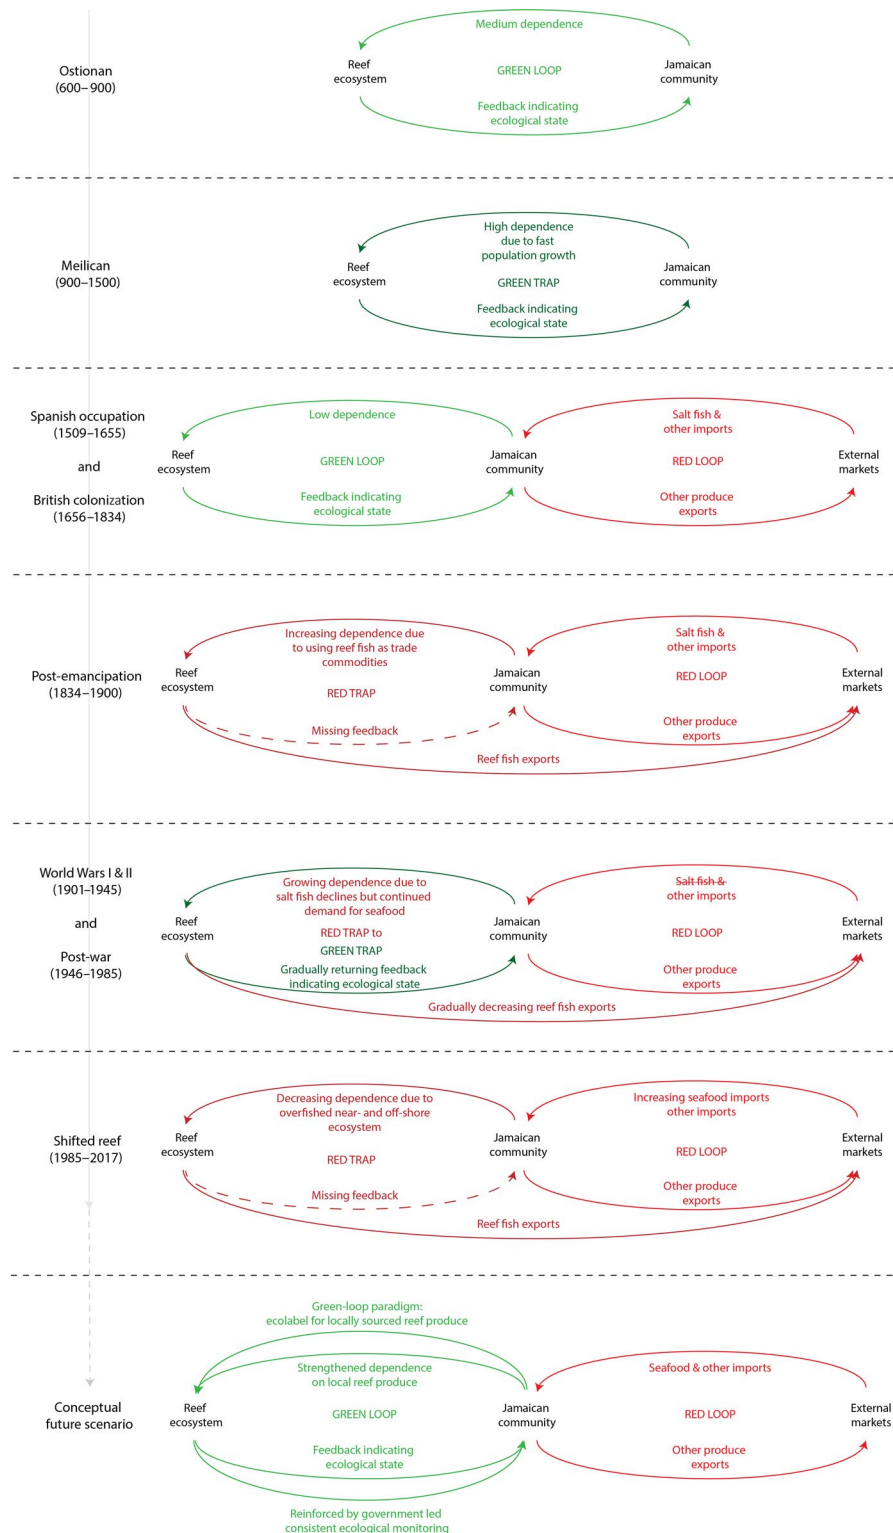 Ostionan
(600–900)
Medium dependence
Reef
ecosystem
GREEN LOOP
Jamaican
community
Feedback indicating
ecological state
Meilican
(900–1500)
High dependence
due to fast
population growth
Reef
ecosystem
GREEN TRAP
Jamaican
community
Feedback indicating
ecological state
Spanish occupation
(1509–1655)
and
British colonization
(1656–1834)
Low dependence
Reef
ecosystem
GREEN LOOP
Feedback indicating
ecological state
Jamaican
community
Salt fish &
other imports
RED LOOP
Other produce
exports
External
markets
Post-emancipation
(1834–1900)
Increasing dependence due
to using reef fish as trade
commodities
Reef
ecosystem
RED TRAP
Missing feedback
Jamaican
community
Salt fish &
other imports
RED LOOP
Other produce
exports
External
markets
Reef fish exports
World Wars I & II
(1901–1945)
and
Post-war
(1946–1985)
Growing dependence due to
salt fish declines but continued
demand for seafood
Reef
ecosystem
RED TRAP to
GREEN TRAP
Gradually returning feedback
indicating ecological state
Jamaican
community
Salt fish &
other imports
RED LOOP
Other produce
exports
External
markets
Gradually decreasing reef fish exports
Shifted reef
(1985–2017)
Decreasing dependence due to
overfished near- and off-shore
ecosystem
Reef
ecosystem
RED TRAP
Missing feedback
Jamaican
community
Increasing seafood imports
other imports
RED LOOP
Other produce
exports
External
markets
Reef fish exports
Conceptual
future scenario
Green-loop paradigm:
ecolabel for locally sourced reef produce
Strengthened dependence
on local reef produce
Reef
ecosystem
GREEN LOOP
Feedback indicating
ecological state
Reinforced by government led
consistent ecological monitoring
Jamaican
community
Seafood & other imports
RED LOOP
Other produce
exports
External
markets